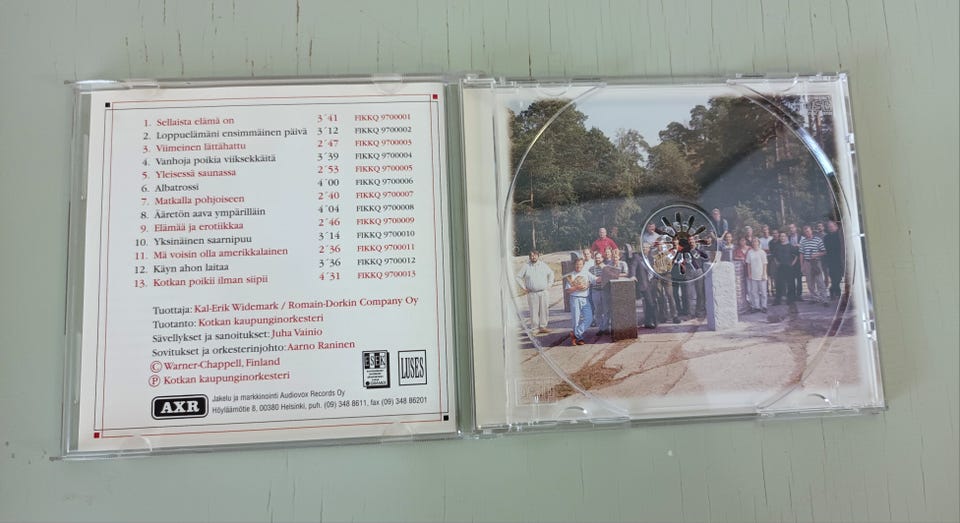 1. Sellaista elämä on 3´41 FIKKQ 9700001
2. Loppuelämäni ensimmäinen päivä 3´12 FIKKQ 9700002
3. Viimeinen lättähattu 2´47 FIKKQ 9700003
4. Vanhoja poikia viiksekkäitä 3´39 FIKKQ 9700004
5. Yleisessä saunassa 2´53 FIKKQ 9700005
6. Albatrossi 4´00 FIKKQ 9700006
7. Matkalla pohjoiseen 2´40 FIKKQ 9700007
8. Ääretön aava ympärilläin 4´04 FIKKQ 9700008
9. Elämää ja erotiikkaa 2´46 FIKKQ 9700009
10. Yksinäinen saarnipuu 3´14 FIKKQ 9700010
11. Mä voisin olla amerikkalainen 2´36 FIKKQ 9700011
12. Käyn ahon laitaa 3´36 FIKKQ 9700012
13. Kotkan poikii ilman siipii 4´31 FIKKQ 9700013
Tuottaja: Kal-Erik Widemark / Romain-Dorkin Company Oy
Tuotanto: Kotkan kaupunginorkesteri
Sävellykset ja sanoitukset: Juha Vainio
Sovitukset ja orkesterinjohto: Aarno Raninen
© Warner-Chappell, Finland
℗ Kotkan kaupunginorkesteri
ESEK
LUSES
AXR
Jakelu ja markkinointi Audiovox Records Oy
Höyläämötie 8, 00380 Helsinki, puh. (09) 348 8611, fax (09) 348 86201